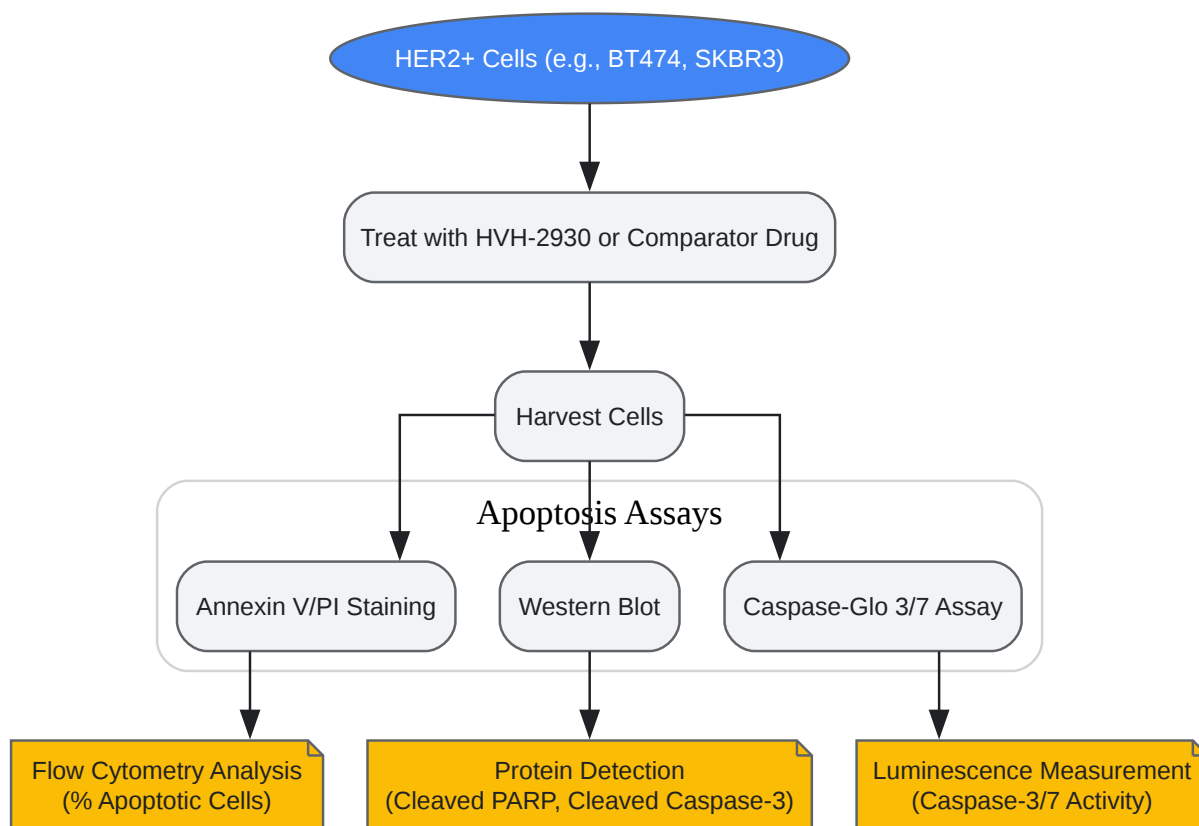 HER2+ Cells (e.g., BT474, SKBR3)
Treat with HVH-2930 or Comparator Drug
Harvest Cells
Apoptosis Assays
Annexin V/PI Staining
Western Blot
Caspase-Glo 3/7 Assay
Flow Cytometry Analysis
(% Apoptotic Cells)
Protein Detection
(Cleaved PARP, Cleaved Caspase-3)
Luminescence Measurement
(Caspase-3/7 Activity)